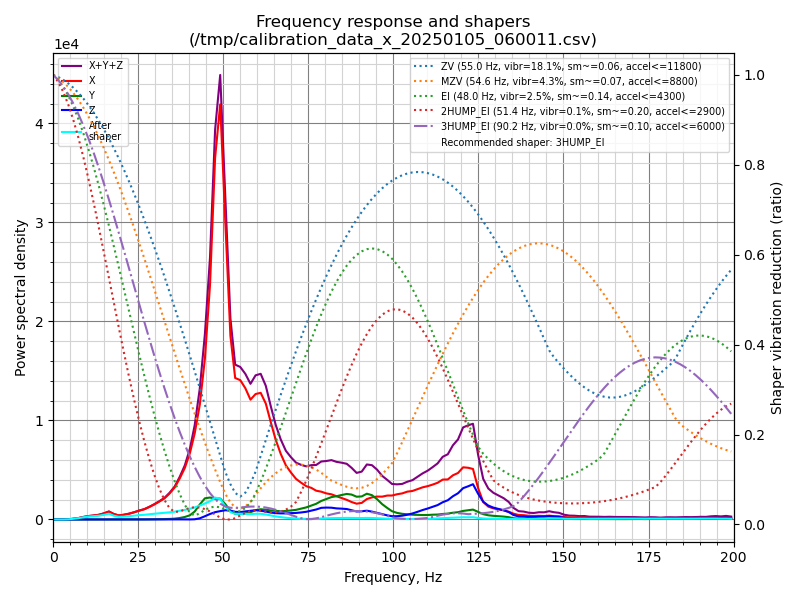 Frequency response and shapers
(/tmp/calibration_data_x_20250105_060011.csv)
1e4
X+Y+Z
X
Y
Z
After
shaper
ZV (55.0 Hz, vibr=18.1%, sm~=0.06, accel<=11800)
MZV (54.6 Hz, vibr=4.3%, sm~=0.07, accel<=8800)
EI (48.0 Hz, vibr=2.5%, sm~=0.14, accel<=4300)
2HUMP_EI (51.4 Hz, vibr=0.1%, sm~=0.20, accel<=2900)
3HUMP_EI (90.2 Hz, vibr=0.0%, sm~=0.10, accel<=6000)
Recommended shaper: 3HUMP_EI
Power spectral density
4
3
2
1
0
1.0
0.8
0.6
0.4
0.2
0.0
Shaper vibration reduction (ratio)
0 25 50 75 100 125 150 175 200
Frequency, Hz